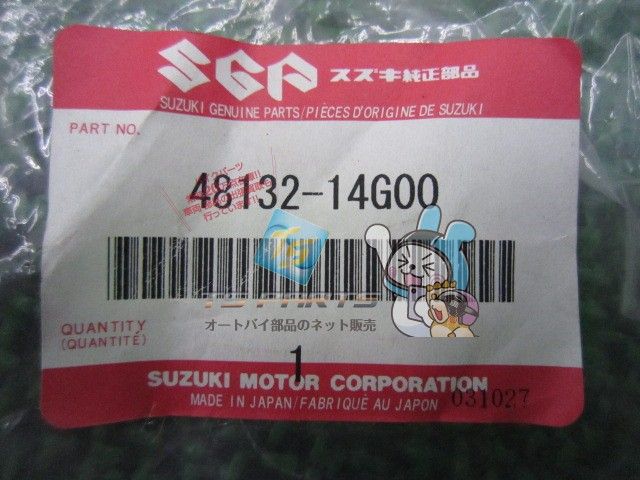 SGP スズキ純正部品
SUZUKI GENUINE PARTS/PIÈCES D'ORIGINE DE SUZUKI
PART NO.
48132-14G00
オートバイ部品のネット販売
QUANTITY
(QUANTITÉ)
1
SUZUKI MOTOR CORPORATION
MADE IN JAPAN/FABRIQUÉ AU JAPON 031027